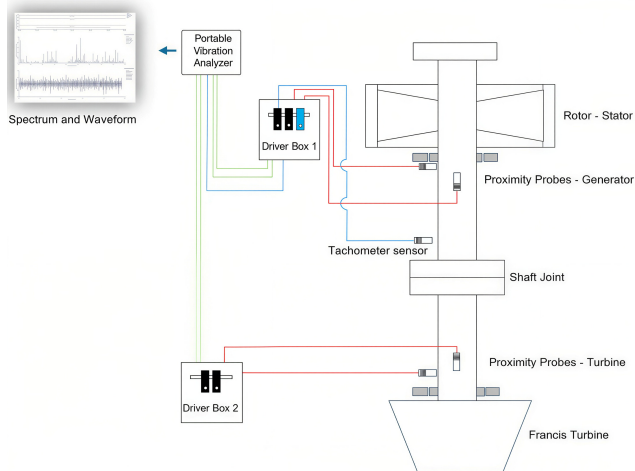 Portable
Vibration
Analyzer
Spectrum and Waveform
Driver Box 1
Rotor - Stator
Proximity Probes - Generator
Tachometer sensor
Shaft Joint
Proximity Probes - Turbine
Driver Box 2
Francis Turbine